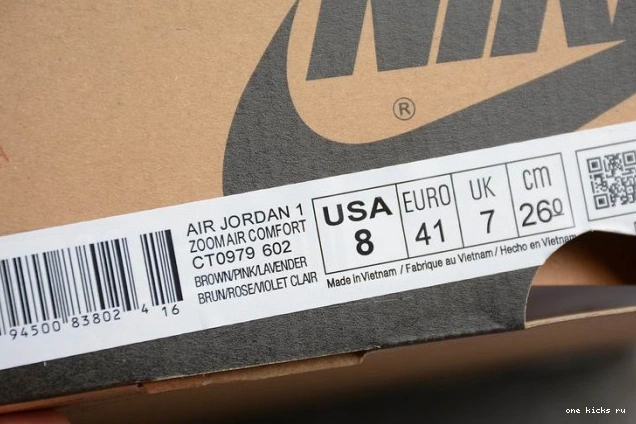 NIK
®
AIR JORDAN 1
ZOOM AIR COMFORT
CT0979 602
BROWN/PINK/LAVENDER
BRUN/ROSE/VIOLET CLAIR
USA
8
EURO
41
UK
7
cm
26.0
Made in Vietnam / Fabrique au Vietnam / Hecho en Vietnam
94500 83802 4 16
one kicks ru